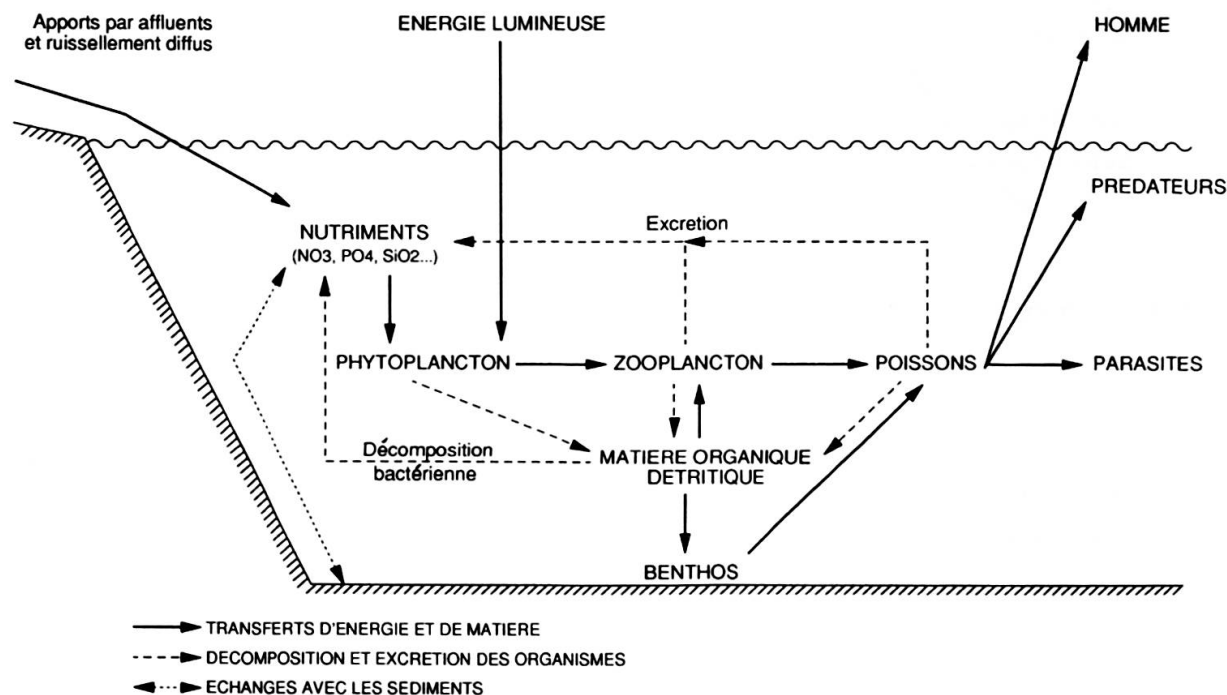 Apports par affluents
et ruissellement diffus
ENERGIE LUMINEUSE
HOMME
PREDATEURS
Excretion
NUTRIMENTS
(NO3, PO4, SiO2...)
PHYTOPLANCTON
ZOOPLANCTON
POISSONS
PARASITES
Décomposition
bactérienne
MATIERE ORGANIQUE
DETRITIQUE
BENTHOS
TRANSFERTS D'ENERGIE ET DE MATIERE
DECOMPOSITION ET EXCRETION DES ORGANISMES
ECHANGES AVEC LES SEDIMENTS